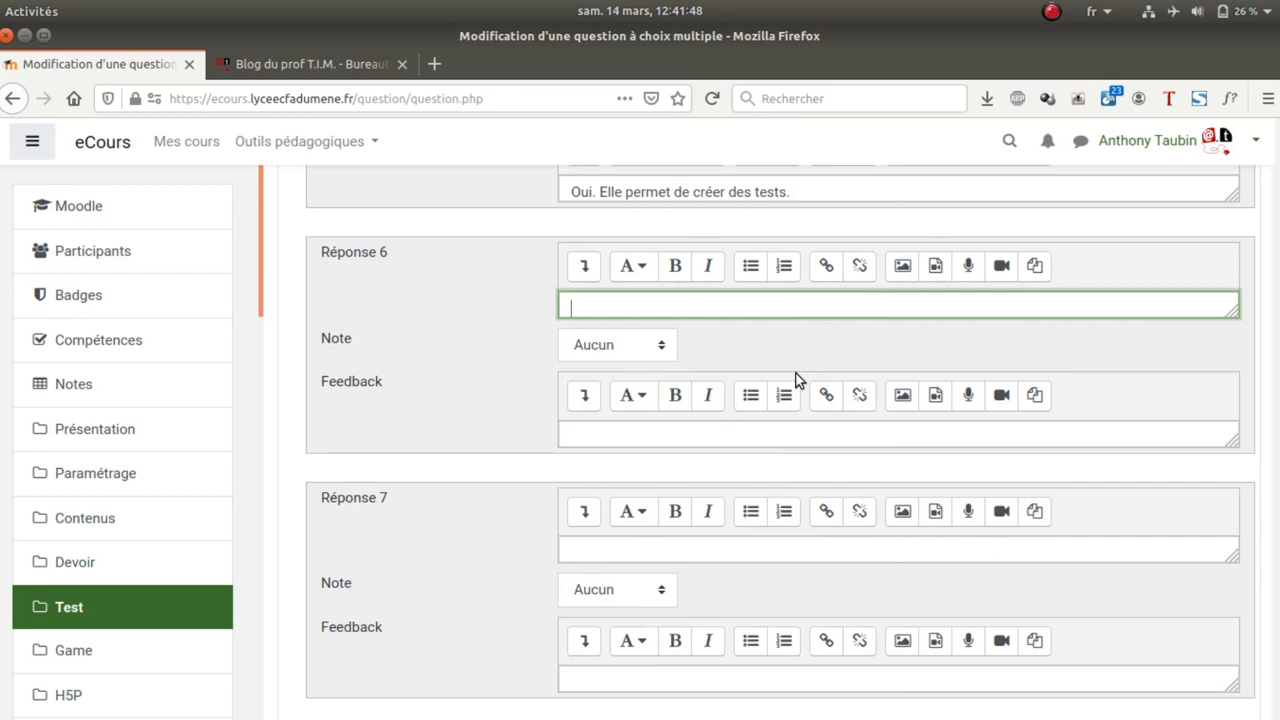 Activités
sam. 14 mars, 12:41:48
fr
26 %
Modification d'une question à choix multiple - Mozilla Firefox
Modification d'une question
Blog du prof T.I.M. - Bureaut
https://ecours.lyceecfadumene.fr/question/question.php
Rechercher
ABP
23
T
S
f?
eCours
Mes cours
Outils pédagogiques
Anthony Taubin
Moodle
Participants
Badges
Compétences
Notes
Présentation
Paramétrage
Contenus
Devoir
Test
Game
H5P
Oui. Elle permet de créer des tests.
Réponse 6
A B I
Note
Aucun
Feedback
A B I
Réponse 7
A B I
Note
Aucun
Feedback
A B I